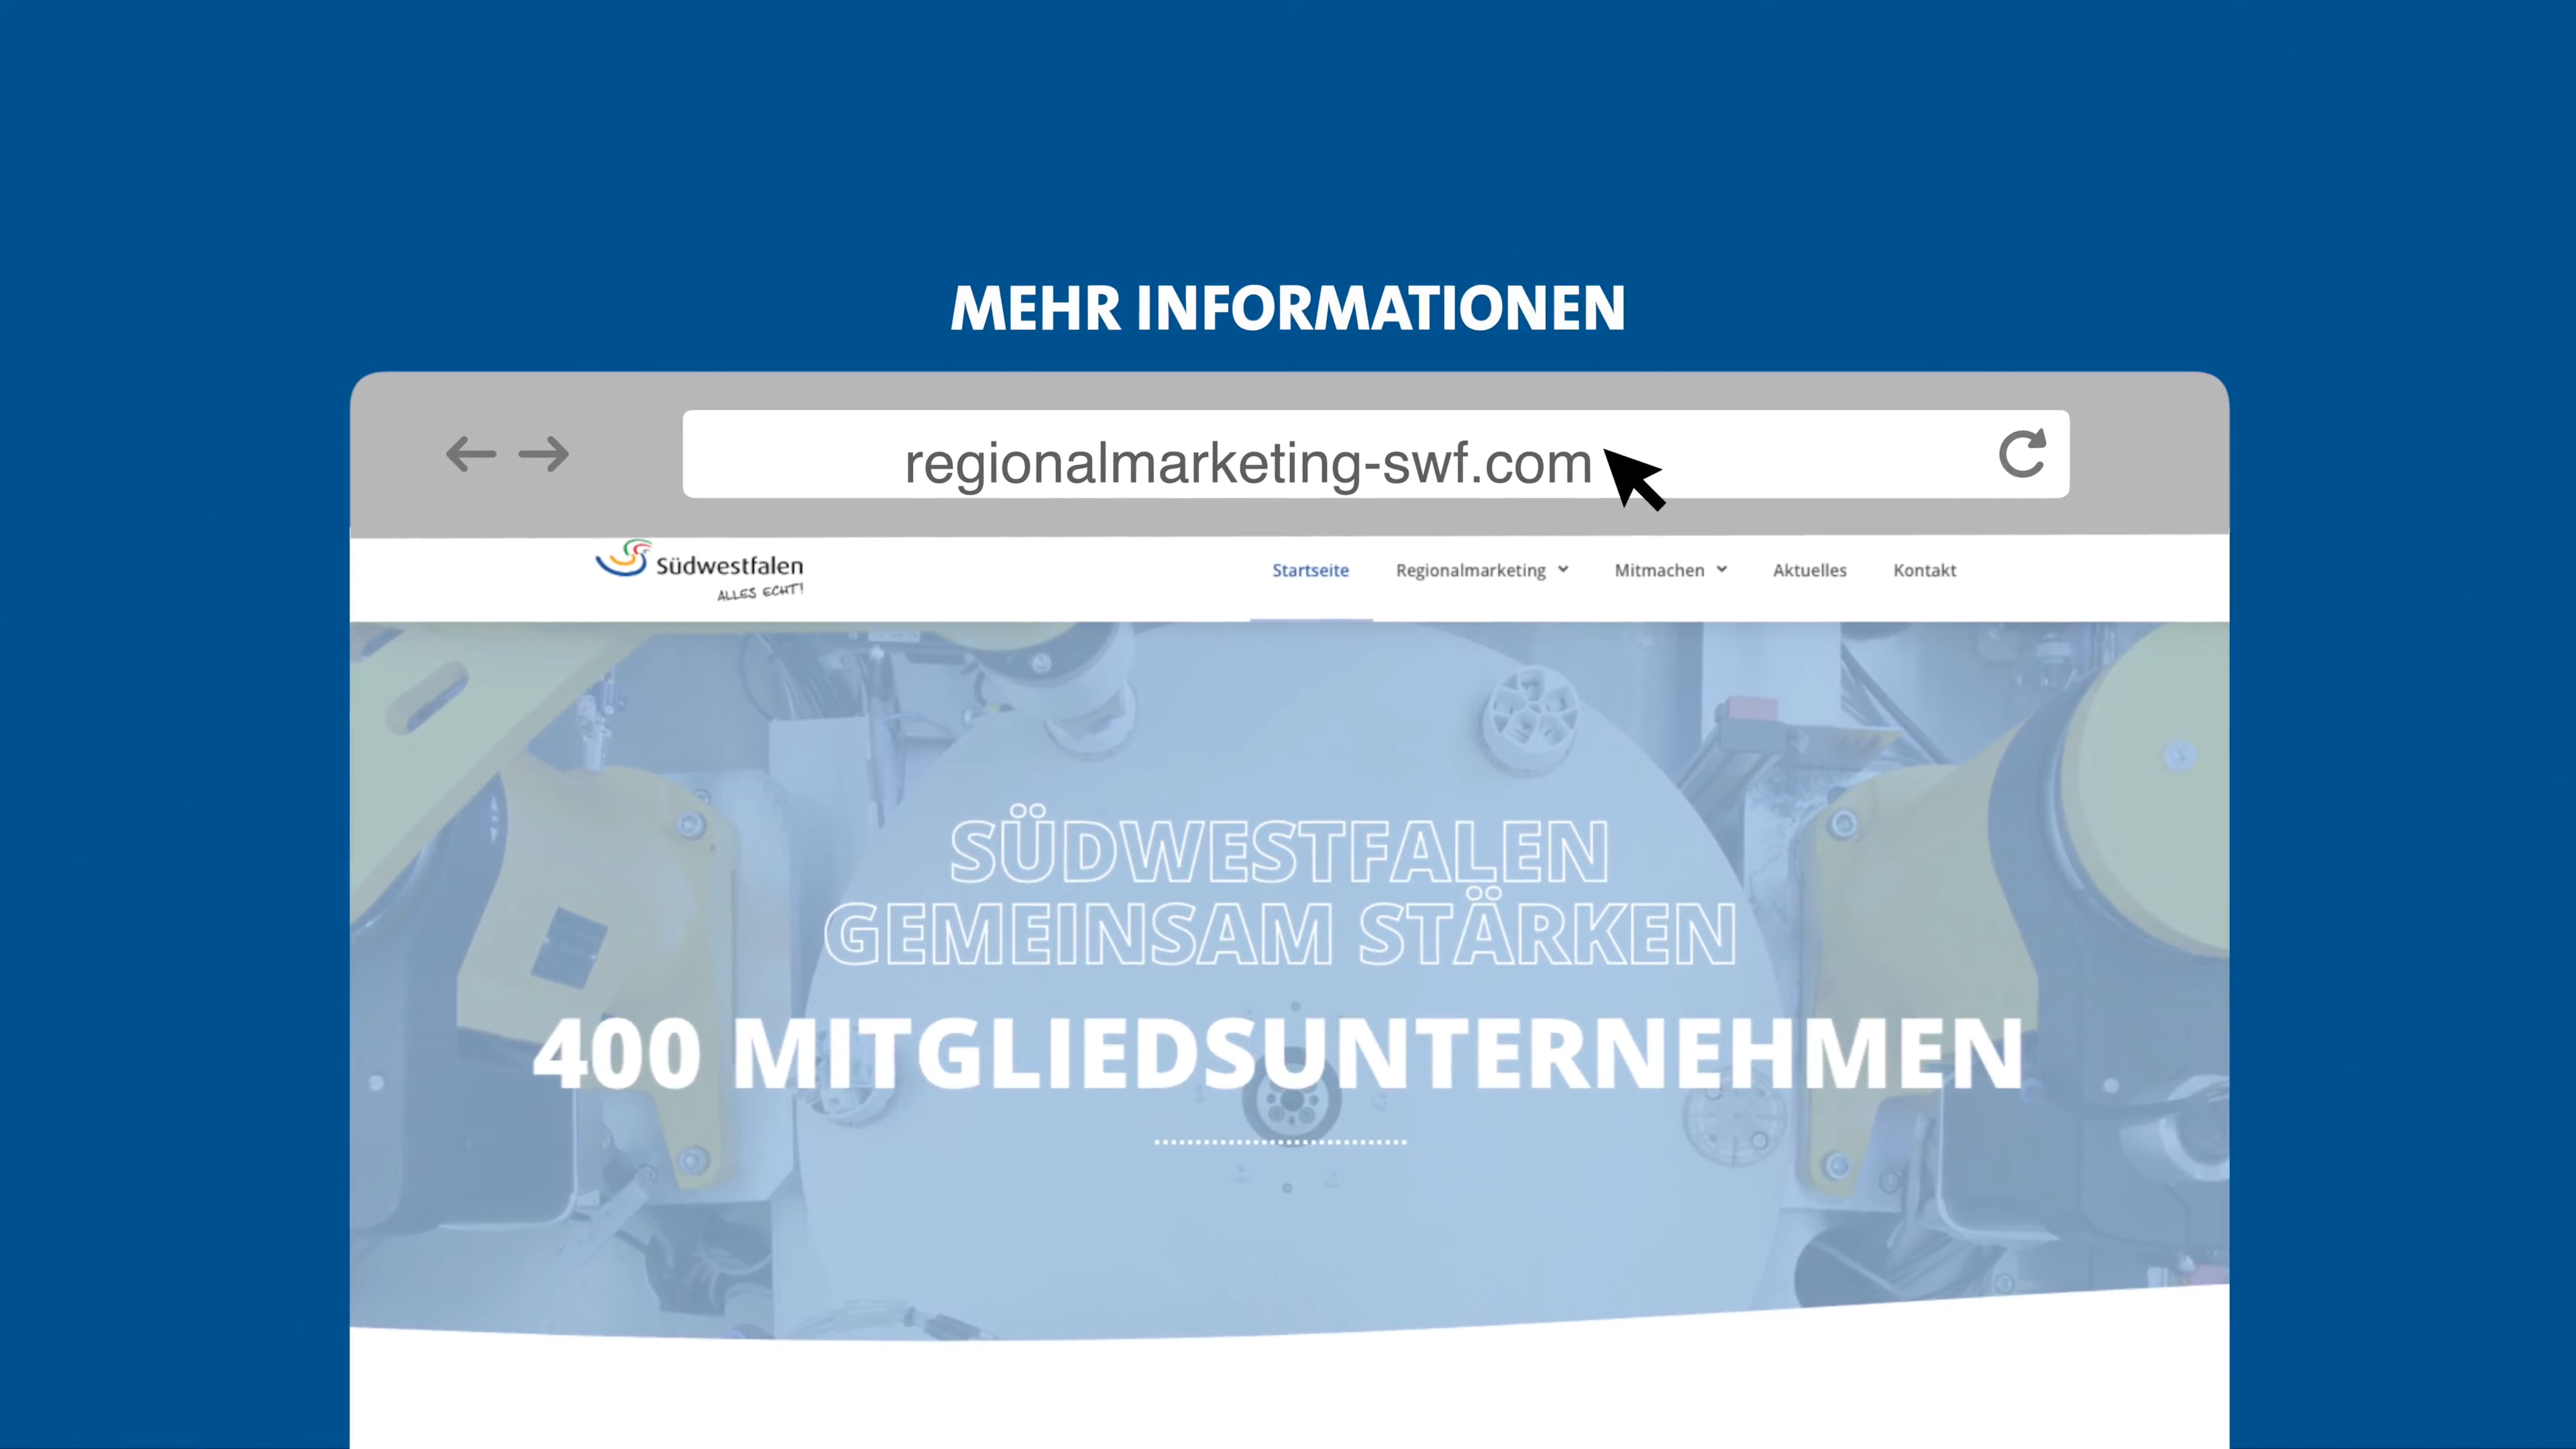 MEHR INFORMATIONEN
regionalmarketing-swf.com
Südwestfalen
ALLES ECHT!
Startseite Regionalmarketing Mitmachen Aktuelles Kontakt
SÜDWESTFALEN
GEMEINSAM STÄRKEN
400 MITGLIEDSUNTERNEHMEN